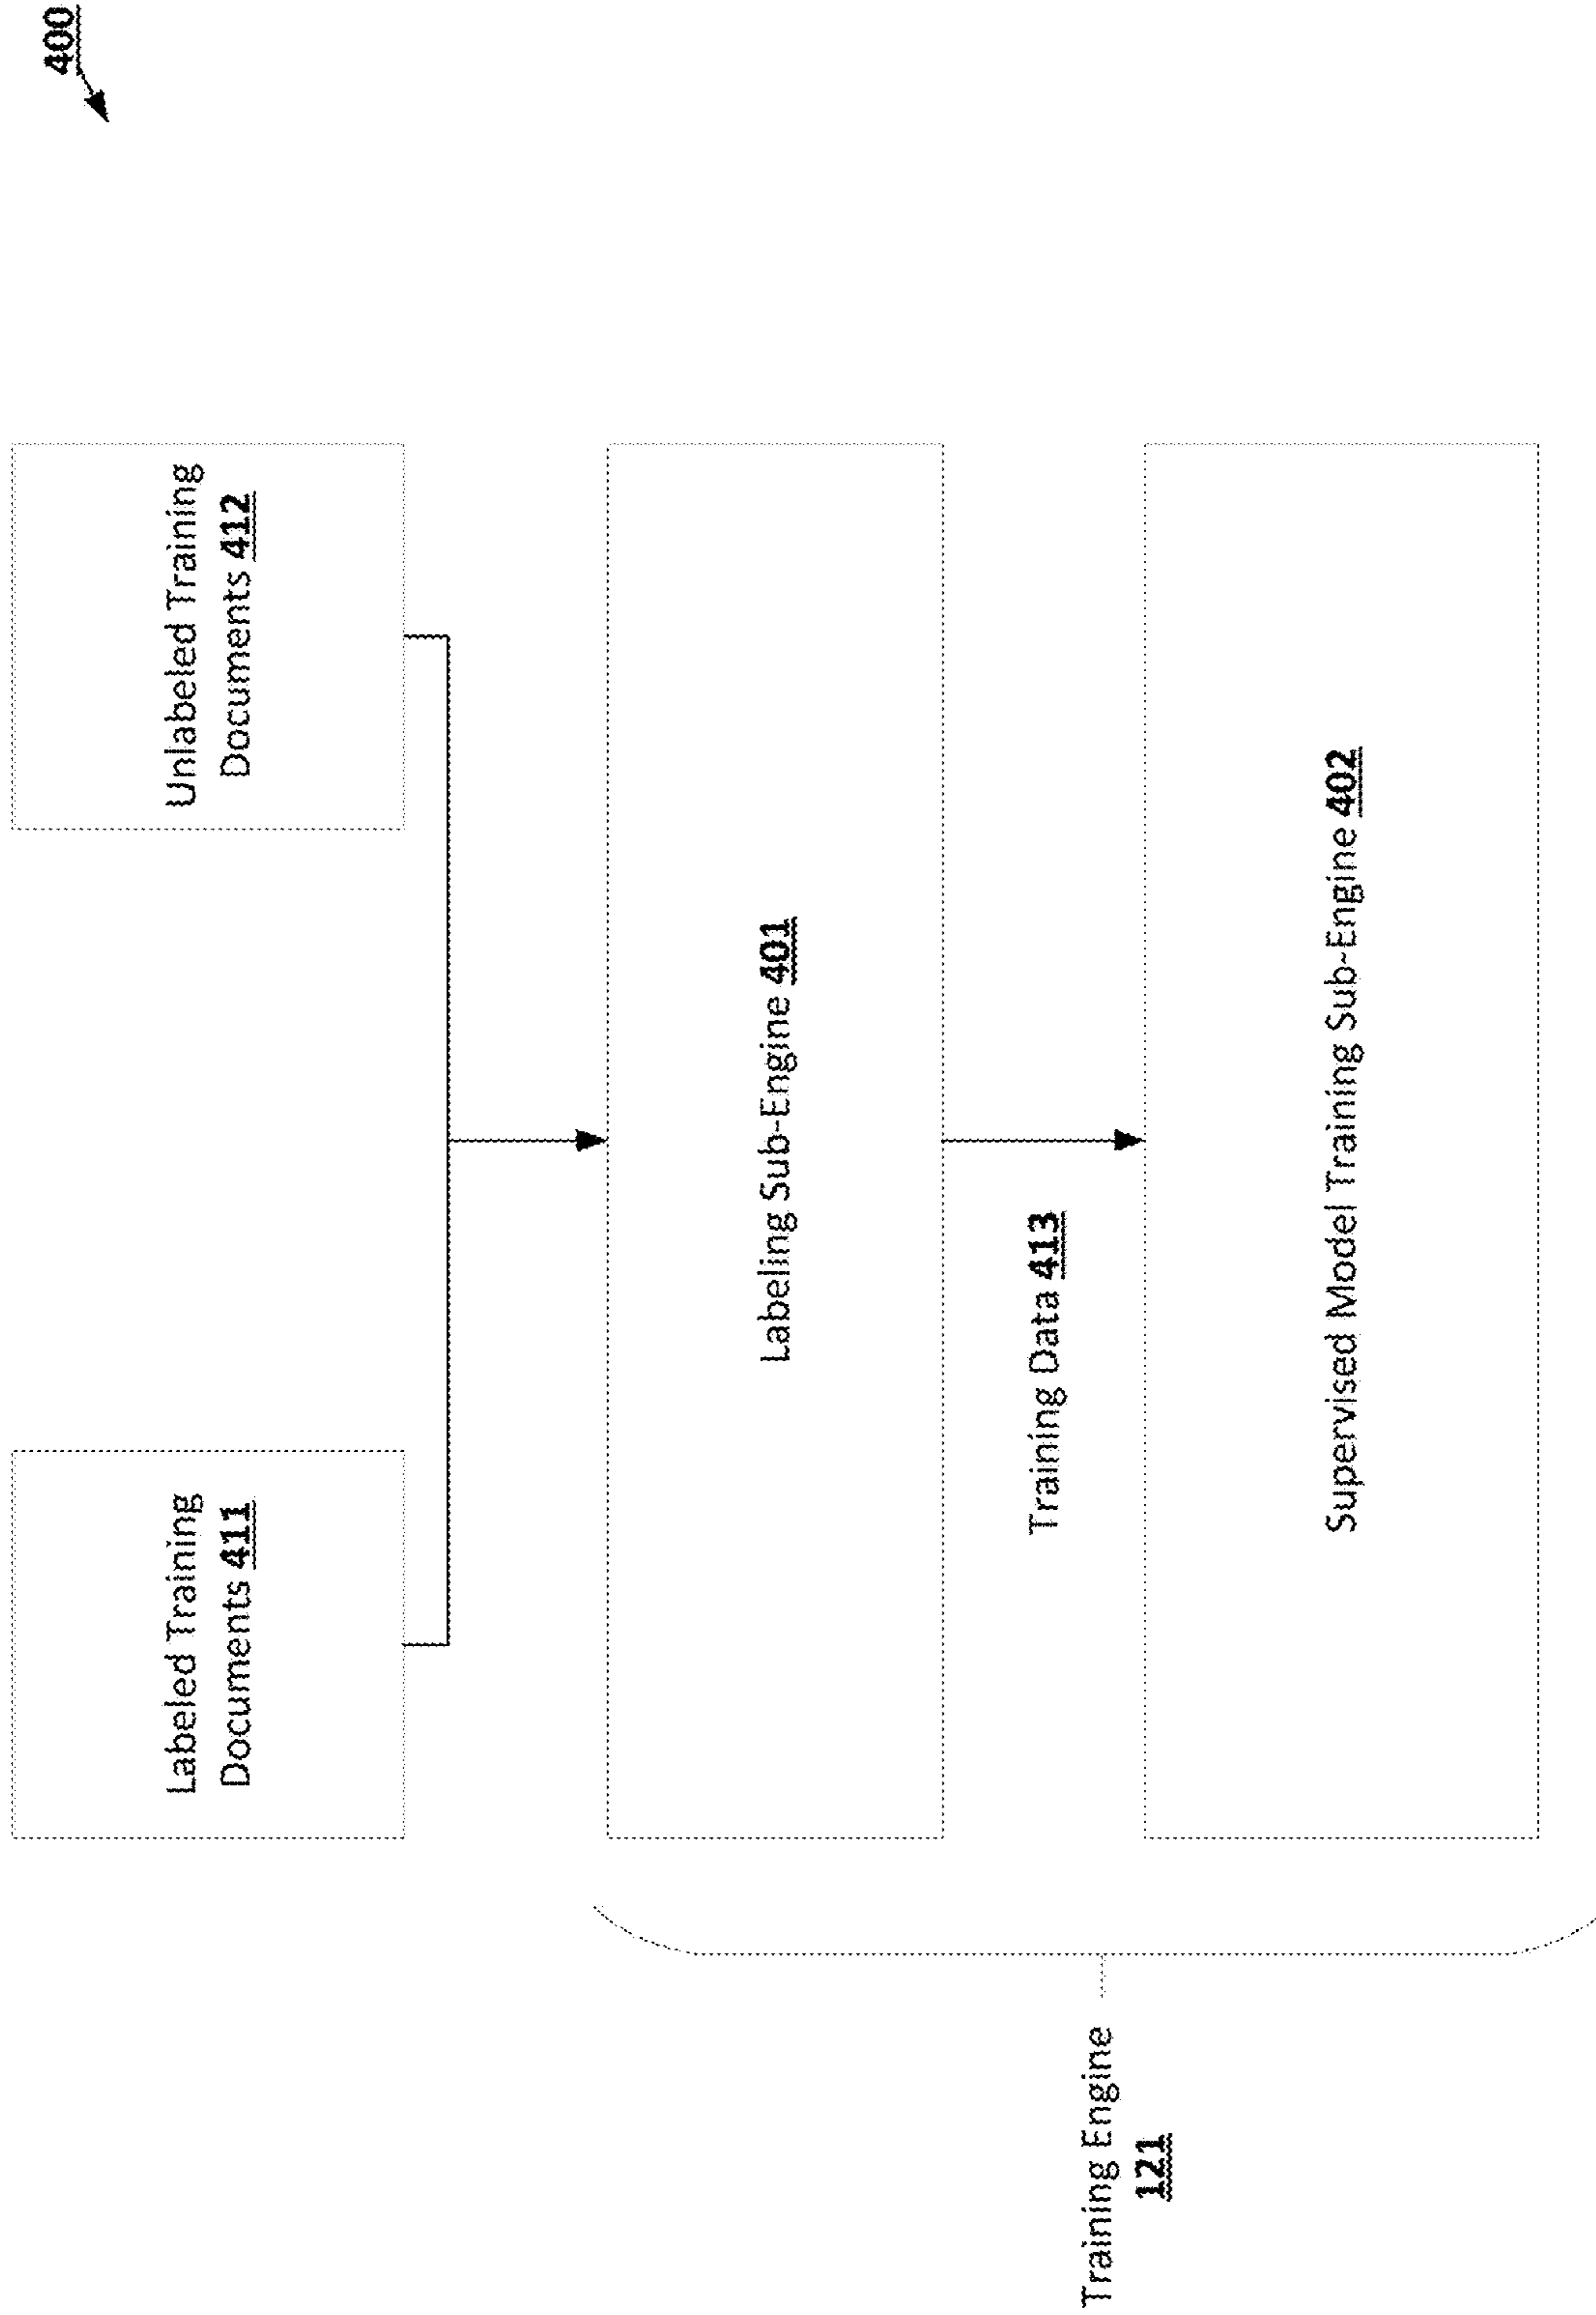 400
Labeled Training
Documents 411
Unlabeled Training
Documents 412
Labeling Sub-Engine 401
Training Data 413
Training Engine
121
Supervised Model Training Sub-Engine 402